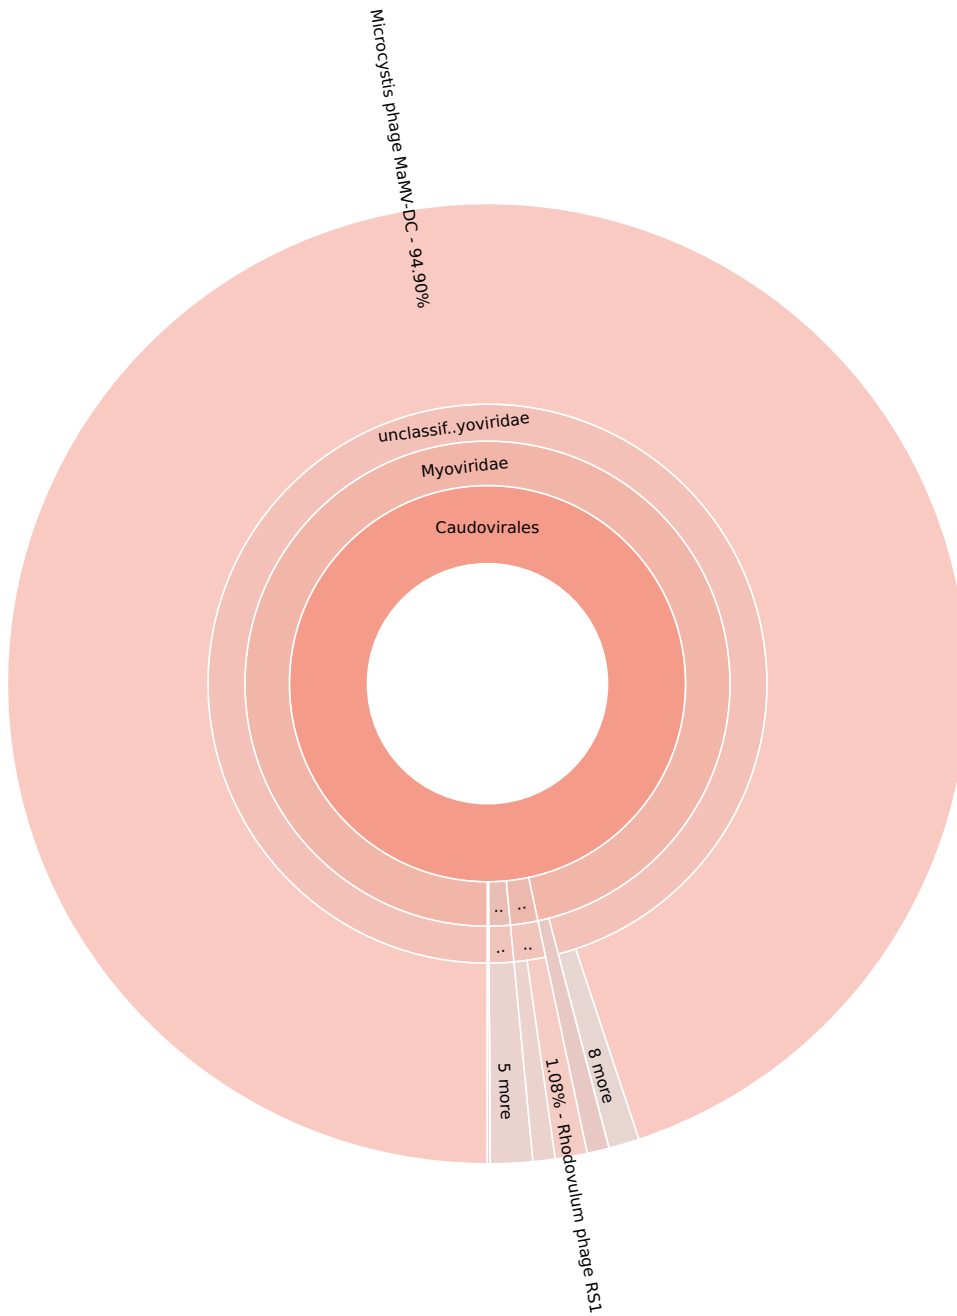 Microcystis phage MaMV-DC - 94.90%
unclassif..yoviridae
Myoviridae
Caudovirales
:
:
:
:
5 more
1.08% - Rhodovulum phage RS1
8 more